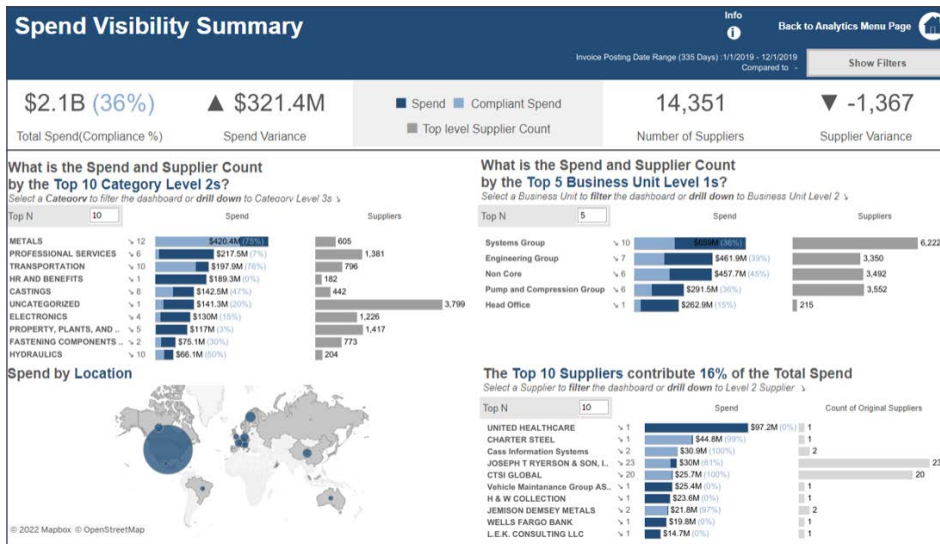 Spend Visibility Summary
Info
Back to Analytics Menu Page
Invoice Posting Date Range (335 Days) :1/1/2019 - 12/1/2019
Compared to -
Show Filters
$2.1B (36%)
Total Spend(Compliance %)
▲ $321.4M
Spend Variance
Spend Compliant Spend
Top level Supplier Count
14,351
Number of Suppliers
▼ -1,367
Supplier Variance
What is the Spend and Supplier Count
by the Top 10 Category Level 2s?
Select a Category to filter the dashboard or drill down to Category Level 3s ↘
Top N 10 Spend Suppliers
METALS ↘ 12 $420.4M (75%) 605
PROFESSIONAL SERVICES ↘ 6 $217.5M (7%) 1,381
TRANSPORTATION ↘ 10 $197.9M (76%) 796
HR AND BENEFITS ↘ 1 $189.3M (0%) 182
CASTINGS ↘ 8 $142.5M (47%) 442
UNCATEGORIZED ↘ 1 $141.3M (20%) 3,799
ELECTRONICS ↘ 4 $130M (15%) 1,226
PROPERTY, PLANTS, AND .. ↘ 5 $117M (3%) 1,417
FASTENING COMPONENTS .. ↘ 2 $75.1M (30%) 773
HYDRAULICS ↘ 10 $66.1M (50%) 204
What is the Spend and Supplier Count
by the Top 5 Business Unit Level 1s?
Select a Business Unit to filter the dashboard or drill down to Business Unit Level 2 ↘
Top N 5 Spend Suppliers
Systems Group ↘ 10 $659M (36%) 6,222
Engineering Group ↘ 7 $461.9M (39%) 3,350
Non Core ↘ 6 $457.7M (45%) 3,492
Pump and Compression Group ↘ 6 $291.5M (36%) 3,552
Head Office ↘ 1 $262.9M (15%) 215
Spend by Location
© 2022 Mapbox © OpenStreetMap
The Top 10 Suppliers contribute 16% of the Total Spend
Select a Supplier to filter the dashboard or drill down to Level 2 Supplier ↘
Top N 10 Spend Count of Original Suppliers
UNITED HEALTHCARE ↘ 1 $97.2M (0%) 1
CHARTER STEEL ↘ 1 $44.8M (99%) 1
Cass Information Systems ↘ 2 $30.9M (100%) 2
JOSEPH T RYERSON & SON, I.. ↘ 23 $30M (81%) 23
CTSI GLOBAL ↘ 20 $25.7M (100%) 20
Vehicle Maintanance Group AS.. ↘ 1 $25.4M (0%) 1
H & W COLLECTION ↘ 1 $23.6M (0%) 1
JEMISON DEMSEY METALS ↘ 2 $21.8M (97%) 2
WELLS FARGO BANK ↘ 1 $19.8M (0%) 1
L.E.K. CONSULTING LLC ↘ 1 $14.7M (0%) 1